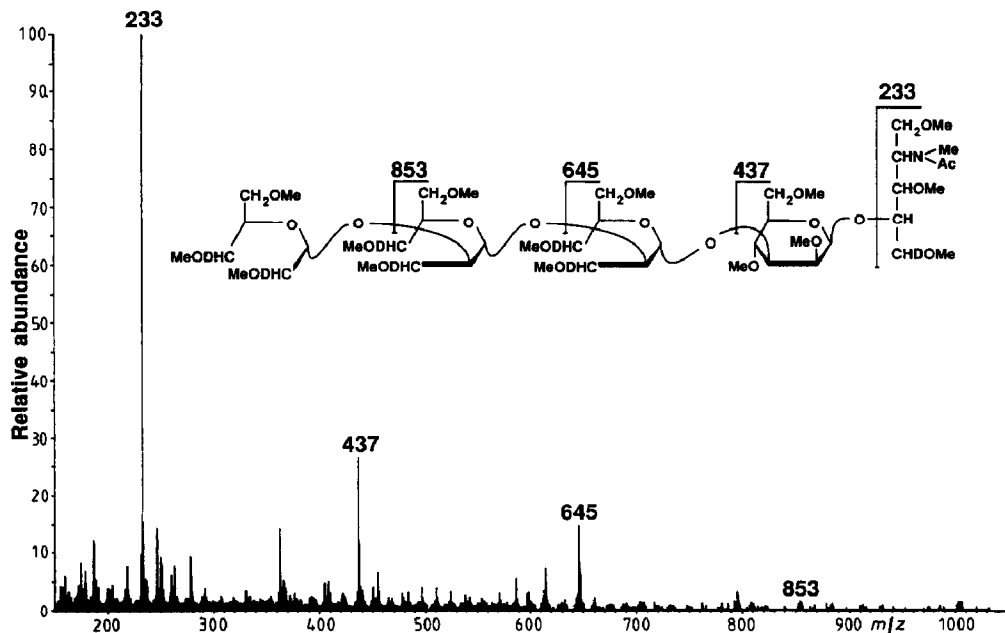 233
100
90
80
70
60
50
40
30
20
10
0
Relative abundance
200
300
400
500
600
700
800
900
1000
m/z
437
645
853
853
645
437
233
CH₂OMe
O
MeODHC
MeODHC
O
CH₂OMe
O
MeODHC
MeODHC
O
CH₂OMe
O
MeODHC
MeODHC
O
CH₂OMe
O
MeO
MeO
O
CH₂OMe
CHN<Me
Ac
CHOMe
CH
CHDOMe